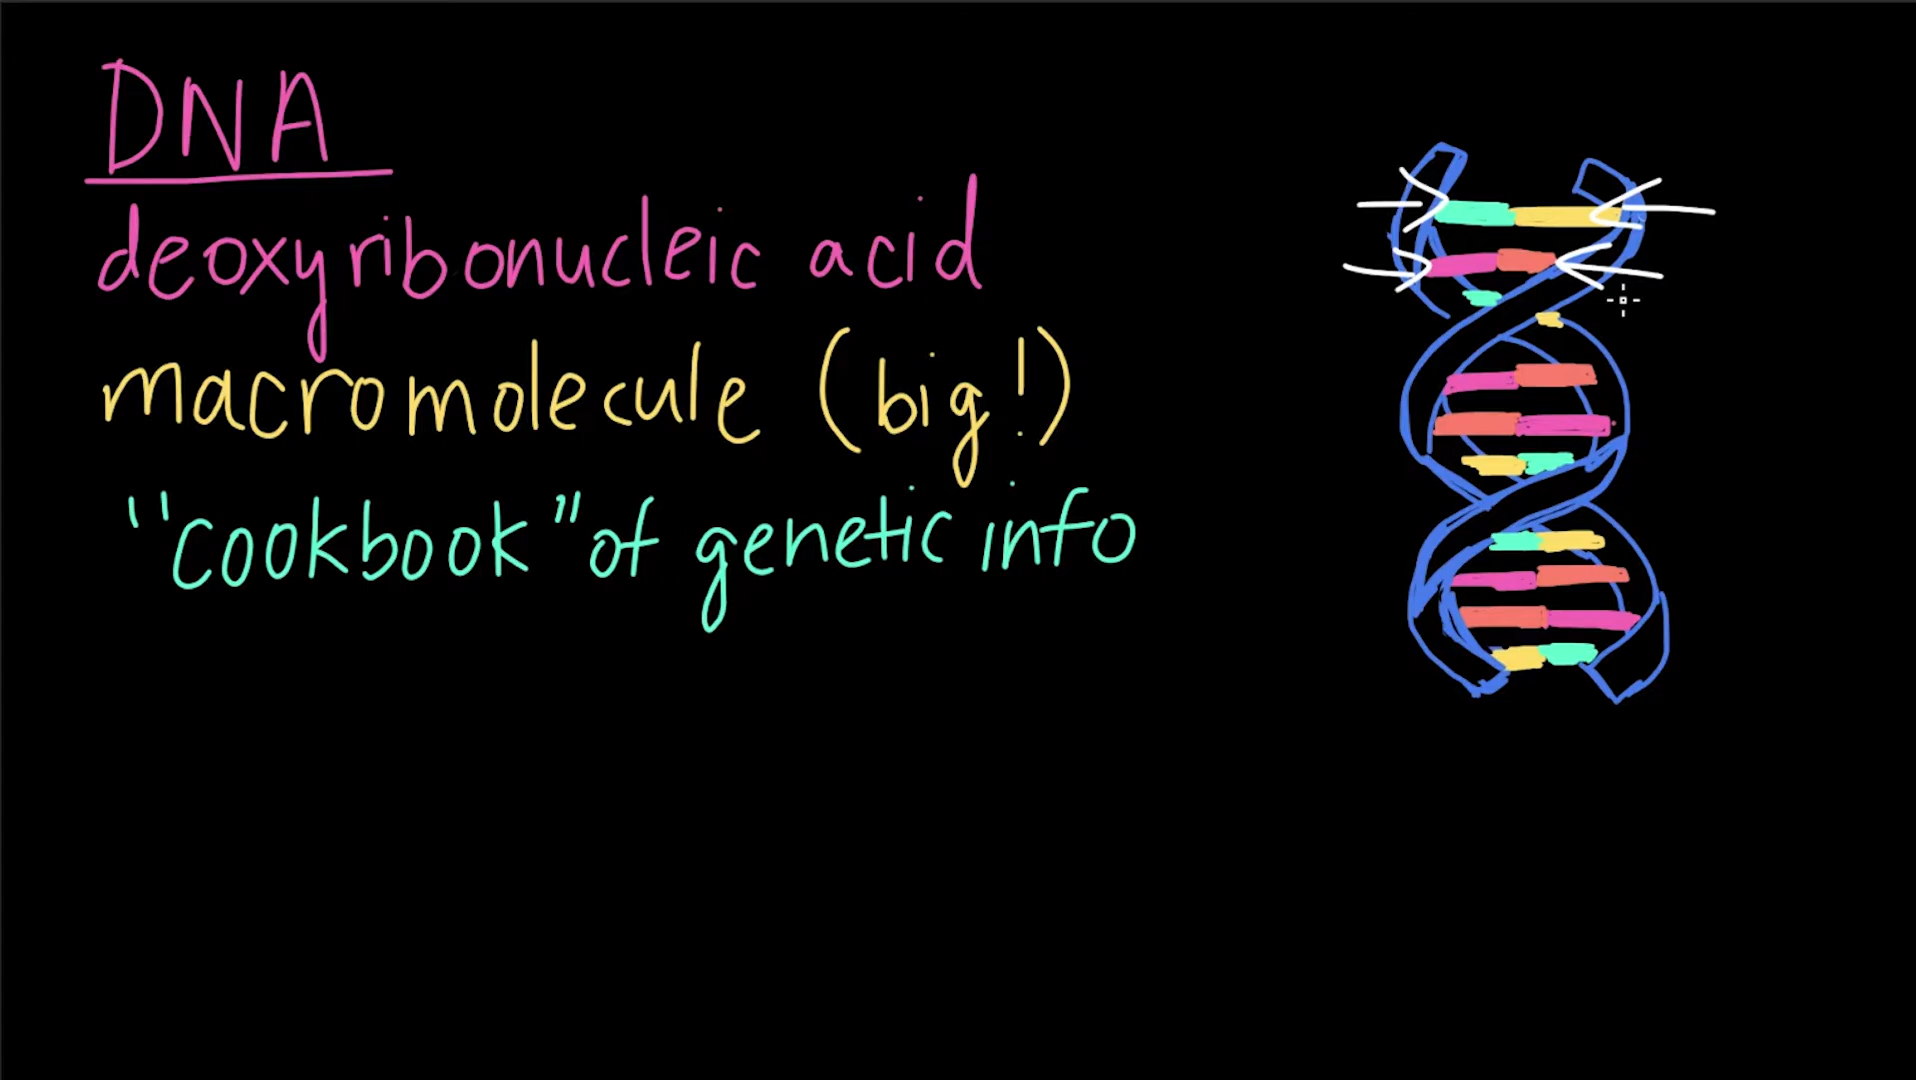 DNA
deoxyribonucleic acid
macromolecule (big!)
"cookbook" of genetic info